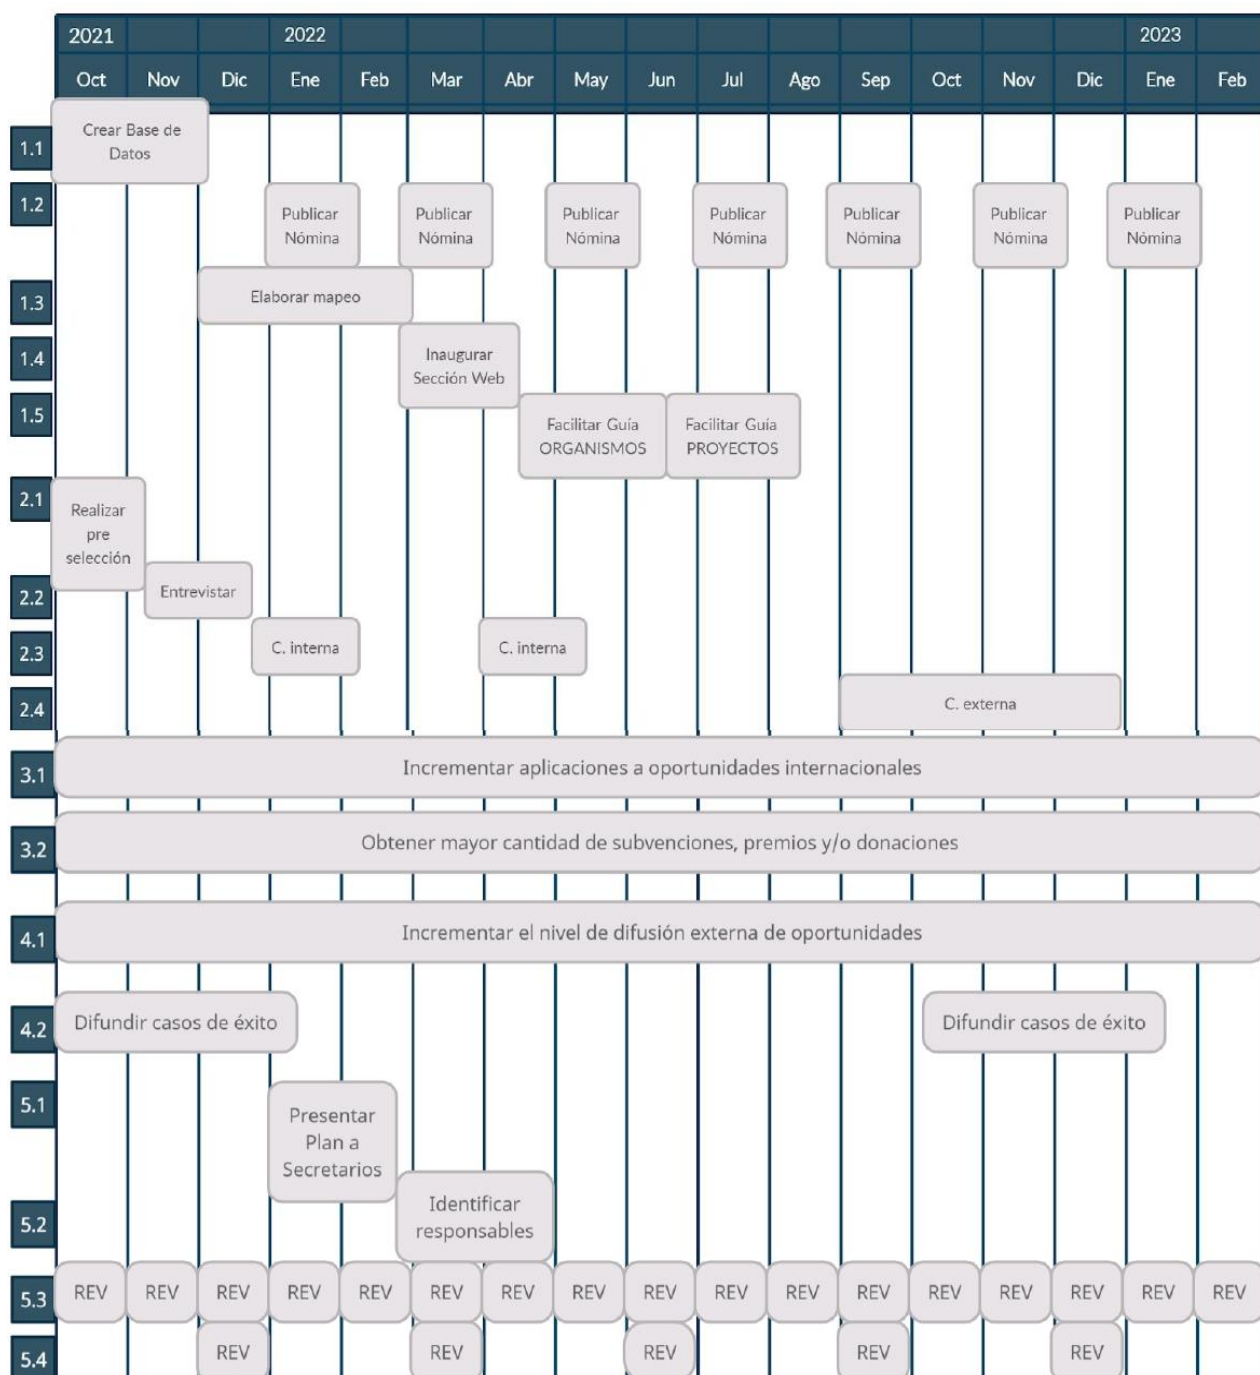 2021 2022 2023
Oct Nov Dic Ene Feb Mar Abr May Jun Jul Ago Sep Oct Nov Dic Ene Feb
1.1
Crear Base de
Datos
1.2
Publicar Publicar Publicar Publicar Publicar Publicar Publicar
Nómina Nómina Nómina Nómina Nómina Nómina Nómina
1.3
Elaborar mapeo
1.4
Inaugurar
Sección Web
1.5
Facilitar Guía Facilitar Guía
ORGANISMOS PROYECTOS
2.1
Realizar
pre
selección
2.2
Entrevistar
2.3
C. interna C. interna
2.4
C. externa
3.1
Incrementar aplicaciones a oportunidades internacionales
3.2
Obtener mayor cantidad de subvenciones, premios y/o donaciones
4.1
Incrementar el nivel de difusión externa de oportunidades
4.2
Difundir casos de éxito Difundir casos de éxito
5.1
Presentar
Plan a
Secretarios
5.2
Identificar
responsables
5.3
REV REV REV REV REV REV REV REV REV REV REV REV REV REV REV REV REV
5.4
REV REV REV REV REV